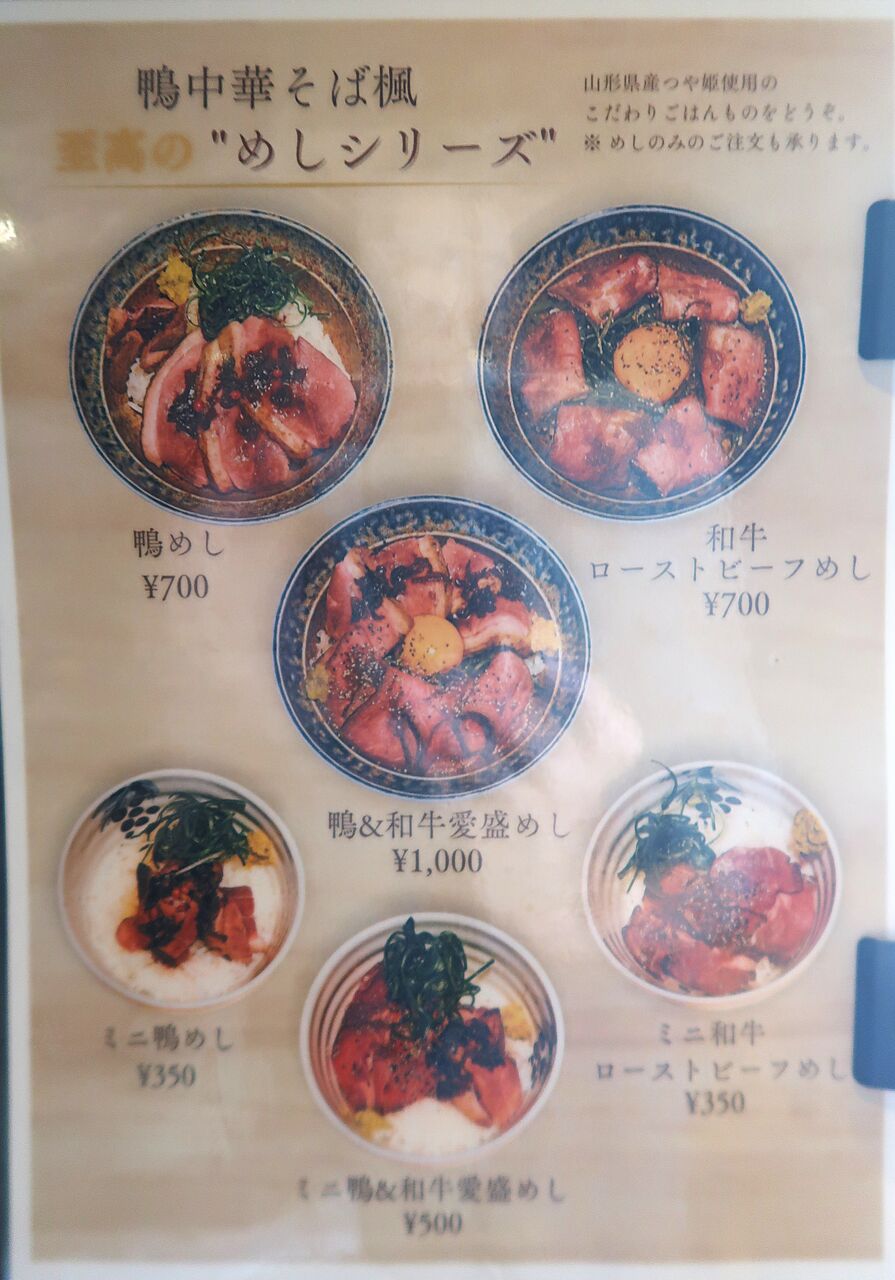 鴨中華そば楓
至高の "めしシリーズ"
山形県産つや姫使用の
こだわりごはんものをどうぞ。
※ めしのみのご注文も承ります。
鴨めし
¥700
和牛
ローストビーフめし
¥700
鴨&和牛愛盛めし
¥1,000
ミニ鴨めし
¥350
ミニ和牛
ローストビーフめし
¥350
ミニ鴨&和牛愛盛めし
¥500